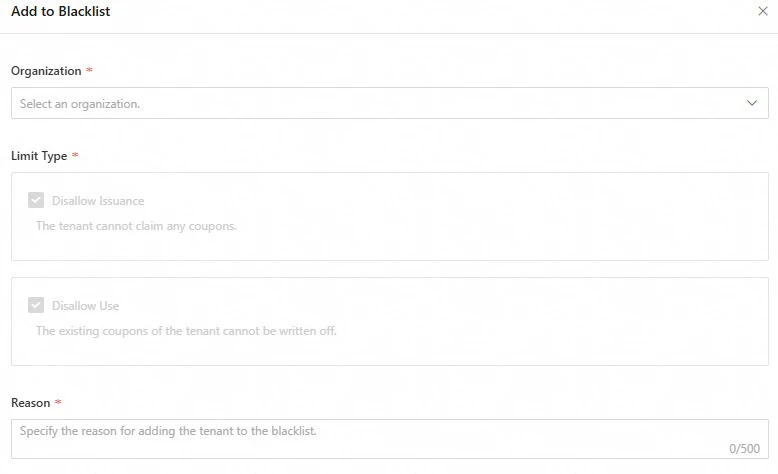 Add to Blacklist
Organization *
Select an organization.
Limit Type *
Disallow Issuance
The tenant cannot claim any coupons.
Disallow Use
The existing coupons of the tenant cannot be written off.
Reason *
Specify the reason for adding the tenant to the blacklist.
0/500